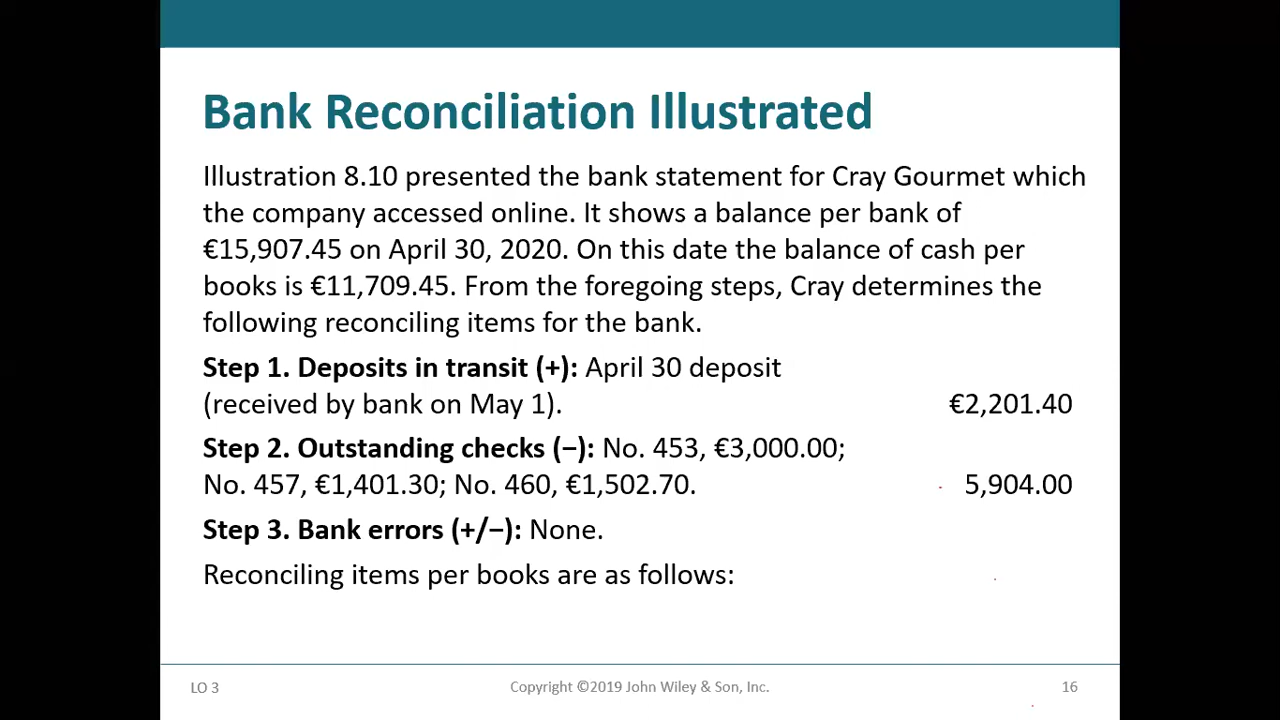 Bank Reconciliation Illustrated
Illustration 8.10 presented the bank statement for Cray Gourmet which
the company accessed online. It shows a balance per bank of
€15,907.45 on April 30, 2020. On this date the balance of cash per
books is €11,709.45. From the foregoing steps, Cray determines the
following reconciling items for the bank.
Step 1. Deposits in transit (+): April 30 deposit
(received by bank on May 1). €2,201.40
Step 2. Outstanding checks (−): No. 453, €3,000.00;
No. 457, €1,401.30; No. 460, €1,502.70. 5,904.00
Step 3. Bank errors (+/−): None.
Reconciling items per books are as follows:
LO 3 Copyright ©2019 John Wiley & Son, Inc. 16